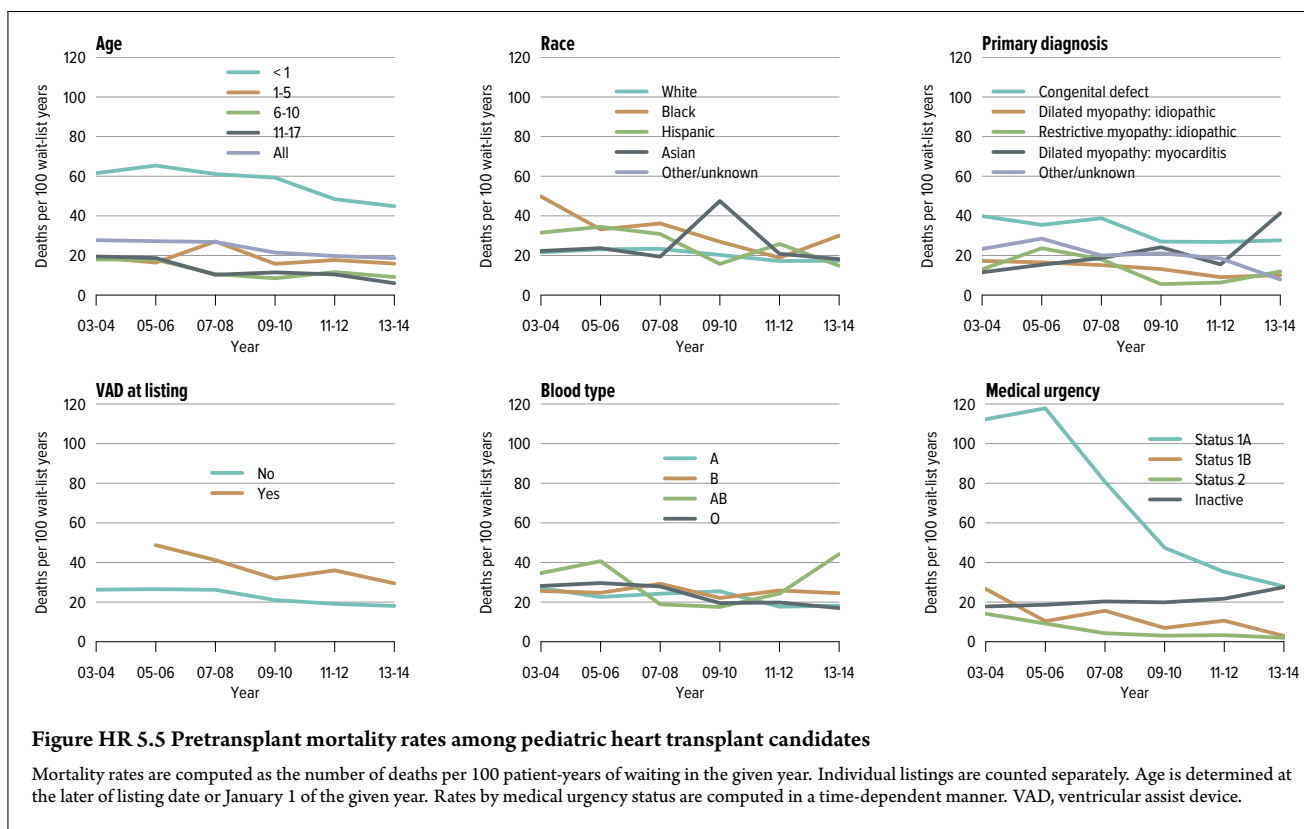 Age
Deaths per 100 wait-list years
120
100
80
60
40
20
0
< 1
1-5
6-10
11-17
All
03-04 05-06 07-08 09-10 11-12 13-14
Year
Race
Deaths per 100 wait-list years
120
100
80
60
40
20
0
White
Black
Hispanic
Asian
Other/unknown
03-04 05-06 07-08 09-10 11-12 13-14
Year
Primary diagnosis
Deaths per 100 wait-list years
120
100
80
60
40
20
0
Congenital defect
Dilated myopathy: idiopathic
Restrictive myopathy: idiopathic
Dilated myopathy: myocarditis
Other/unknown
03-04 05-06 07-08 09-10 11-12 13-14
Year
VAD at listing
Deaths per 100 wait-list years
120
100
80
60
40
20
0
No
Yes
03-04 05-06 07-08 09-10 11-12 13-14
Year
Blood type
Deaths per 100 wait-list years
120
100
80
60
40
20
0
A
B
AB
O
03-04 05-06 07-08 09-10 11-12 13-14
Year
Medical urgency
Deaths per 100 wait-list years
120
100
80
60
40
20
0
Status 1A
Status 1B
Status 2
Inactive
03-04 05-06 07-08 09-10 11-12 13-14
Year
Figure HR 5.5 Pretransplant mortality rates among pediatric heart transplant candidates
Mortality rates are computed as the number of deaths per 100 patient-years of waiting in the given year. Individual listings are counted separately. Age is determined at
the later of listing date or January 1 of the given year. Rates by medical urgency status are computed in a time-dependent manner. VAD, ventricular assist device.